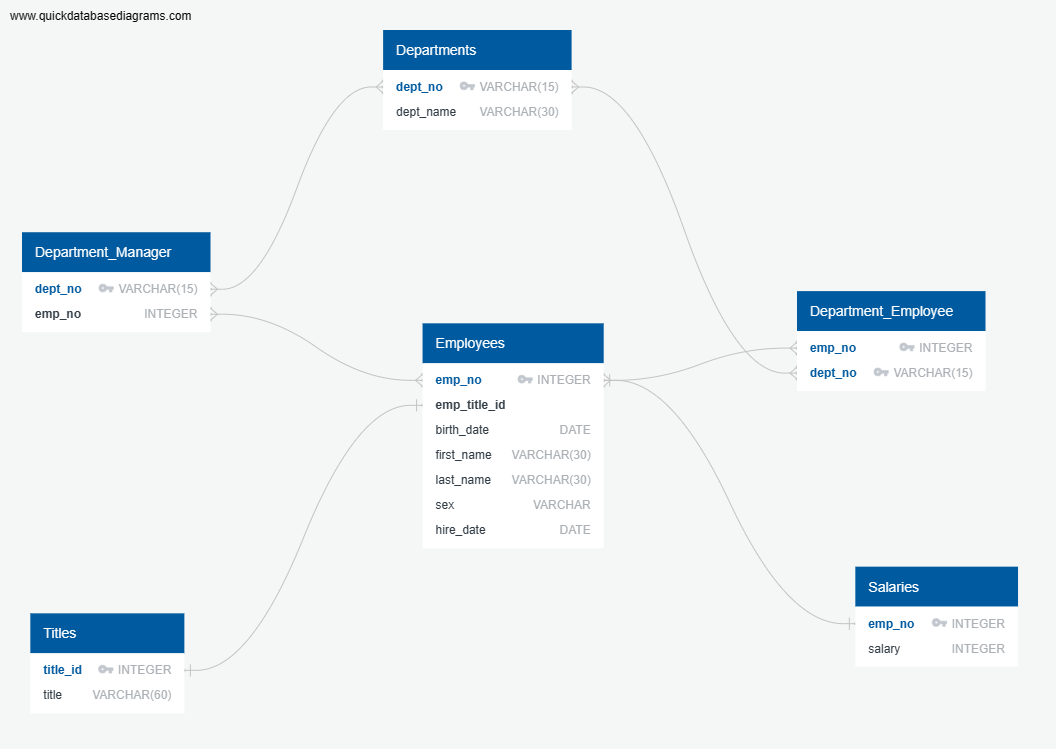 www.quickdatabasediagrams.com
Departments
dept_no VARCHAR(15)
dept_name VARCHAR(30)
Department_Manager
dept_no VARCHAR(15)
emp_no INTEGER
Department_Employee
emp_no INTEGER
dept_no VARCHAR(15)
Employees
emp_no INTEGER
emp_title_id
birth_date DATE
first_name VARCHAR(30)
last_name VARCHAR(30)
sex VARCHAR
hire_date DATE
Salaries
emp_no INTEGER
salary INTEGER
Titles
title_id INTEGER
title VARCHAR(60)